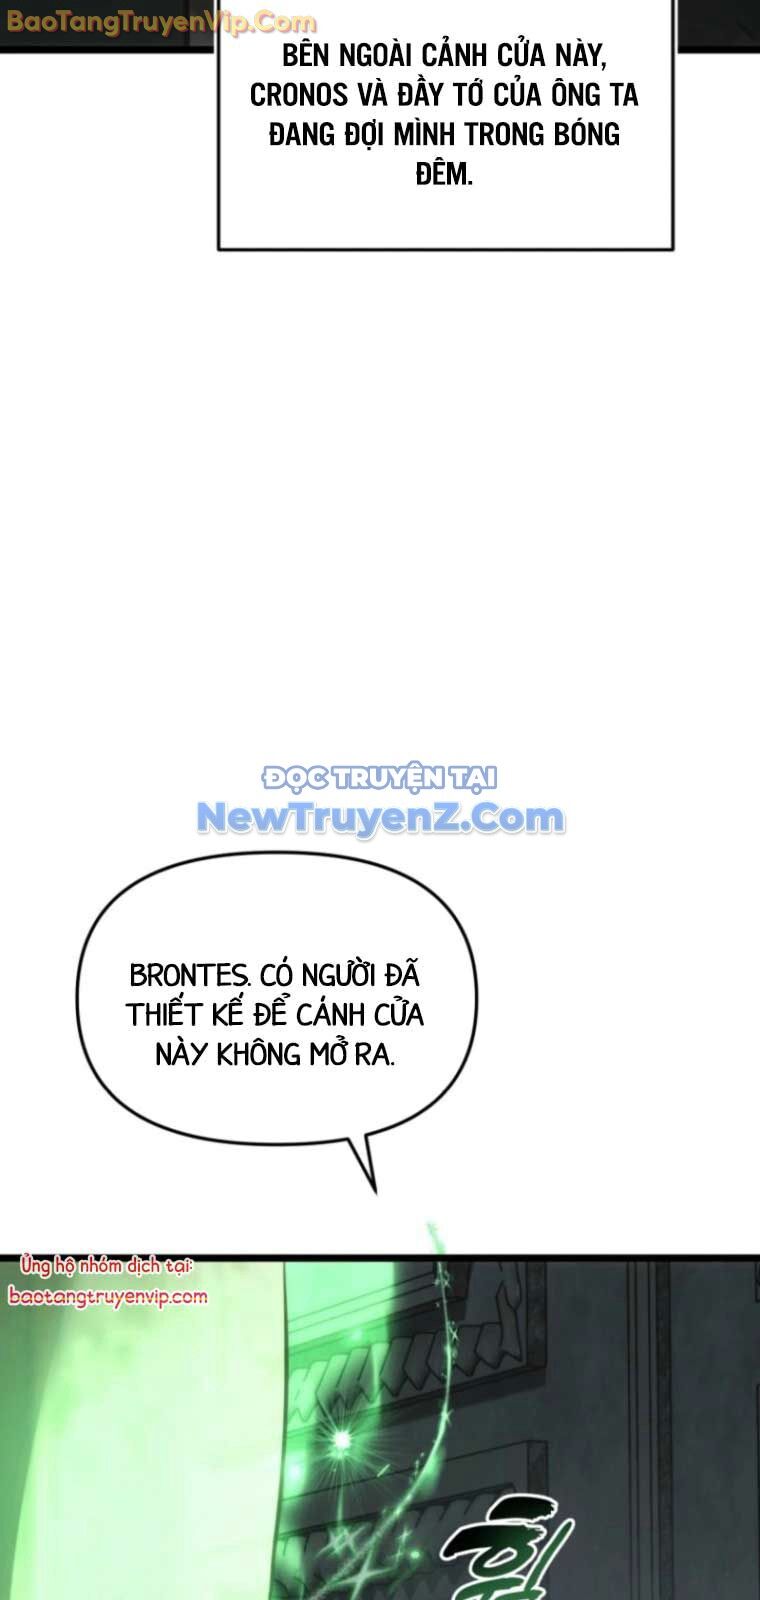 BaoTangTruyenVip.Com
BÊN NGOÀI CẢNH CỬA NÀY,
CRONOS VÀ ĐẦY TỚ CỦA ÔNG TA
ĐANG ĐỢI MÌNH TRONG BÓNG
ĐÊM.
ĐỌC TRUYỆN TẠI
NewTruyenZ.Com
BRONTES. CÓ NGƯỜI ĐÃ
THIẾT KẾ ĐỂ CÁNH CỬA
NÀY KHÔNG MỞ RA.
Ủng hộ nhóm dịch tại:
baotangtruyenvip.com